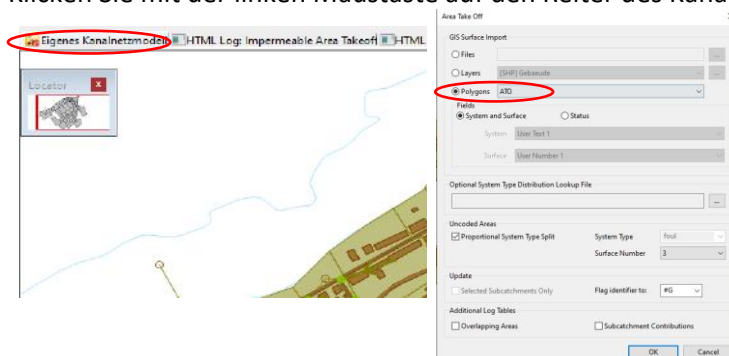 Klicken Sie mit der linken Maustaste auf den Reiter des Kana
Eigenes Kanalnetzmodell HTML Log: Impermeable Area Takeoff HTML
Locator
x
Area Take Off
GIS Surface Import
Files
...
Layers [SHP] Gebaeude
...
Polygons ATO
Fields
System and Surface Status
System User Text 1
Surface User Number 1
Optional System Type Distribution Lookup File
...
Uncoded Areas
Proportional System Type Split System Type foul
Surface Number 3
Update
Selected Subcatchments Only Flag identifier to: #G
Additional Log Tables
Overlapping Areas Subcatchment Contributions
OK Cancel